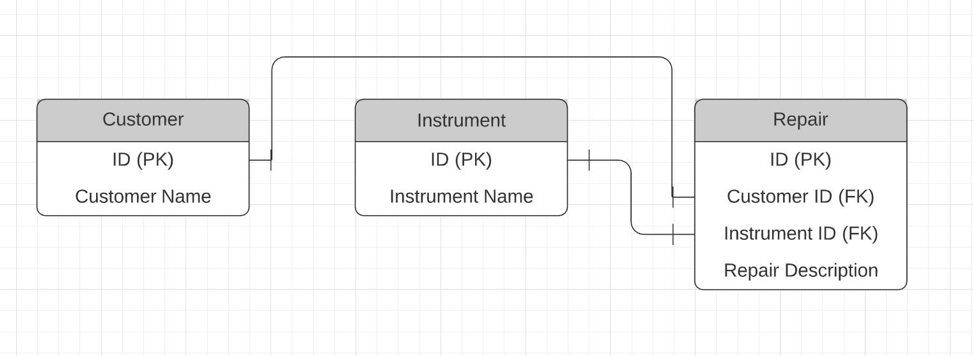 Customer
ID (PK)
Customer Name
Instrument
ID (PK)
Instrument Name
Repair
ID (PK)
Customer ID (FK)
Instrument ID (FK)
Repair Description